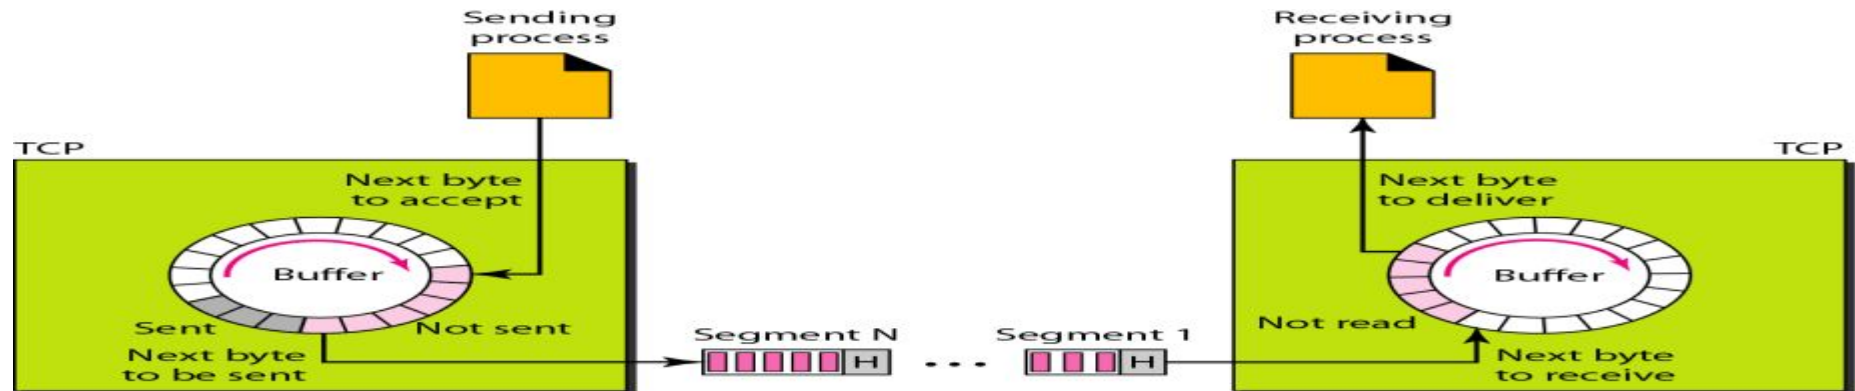 Sending
process
Receiving
process
TCP
TCP
Next byte
to accept
Next byte
to deliver
Buffer
Buffer
Sent
Not sent
Not read
Segment N
Segment 1
Next byte
to be sent
H
...
H
Next byte
to receive